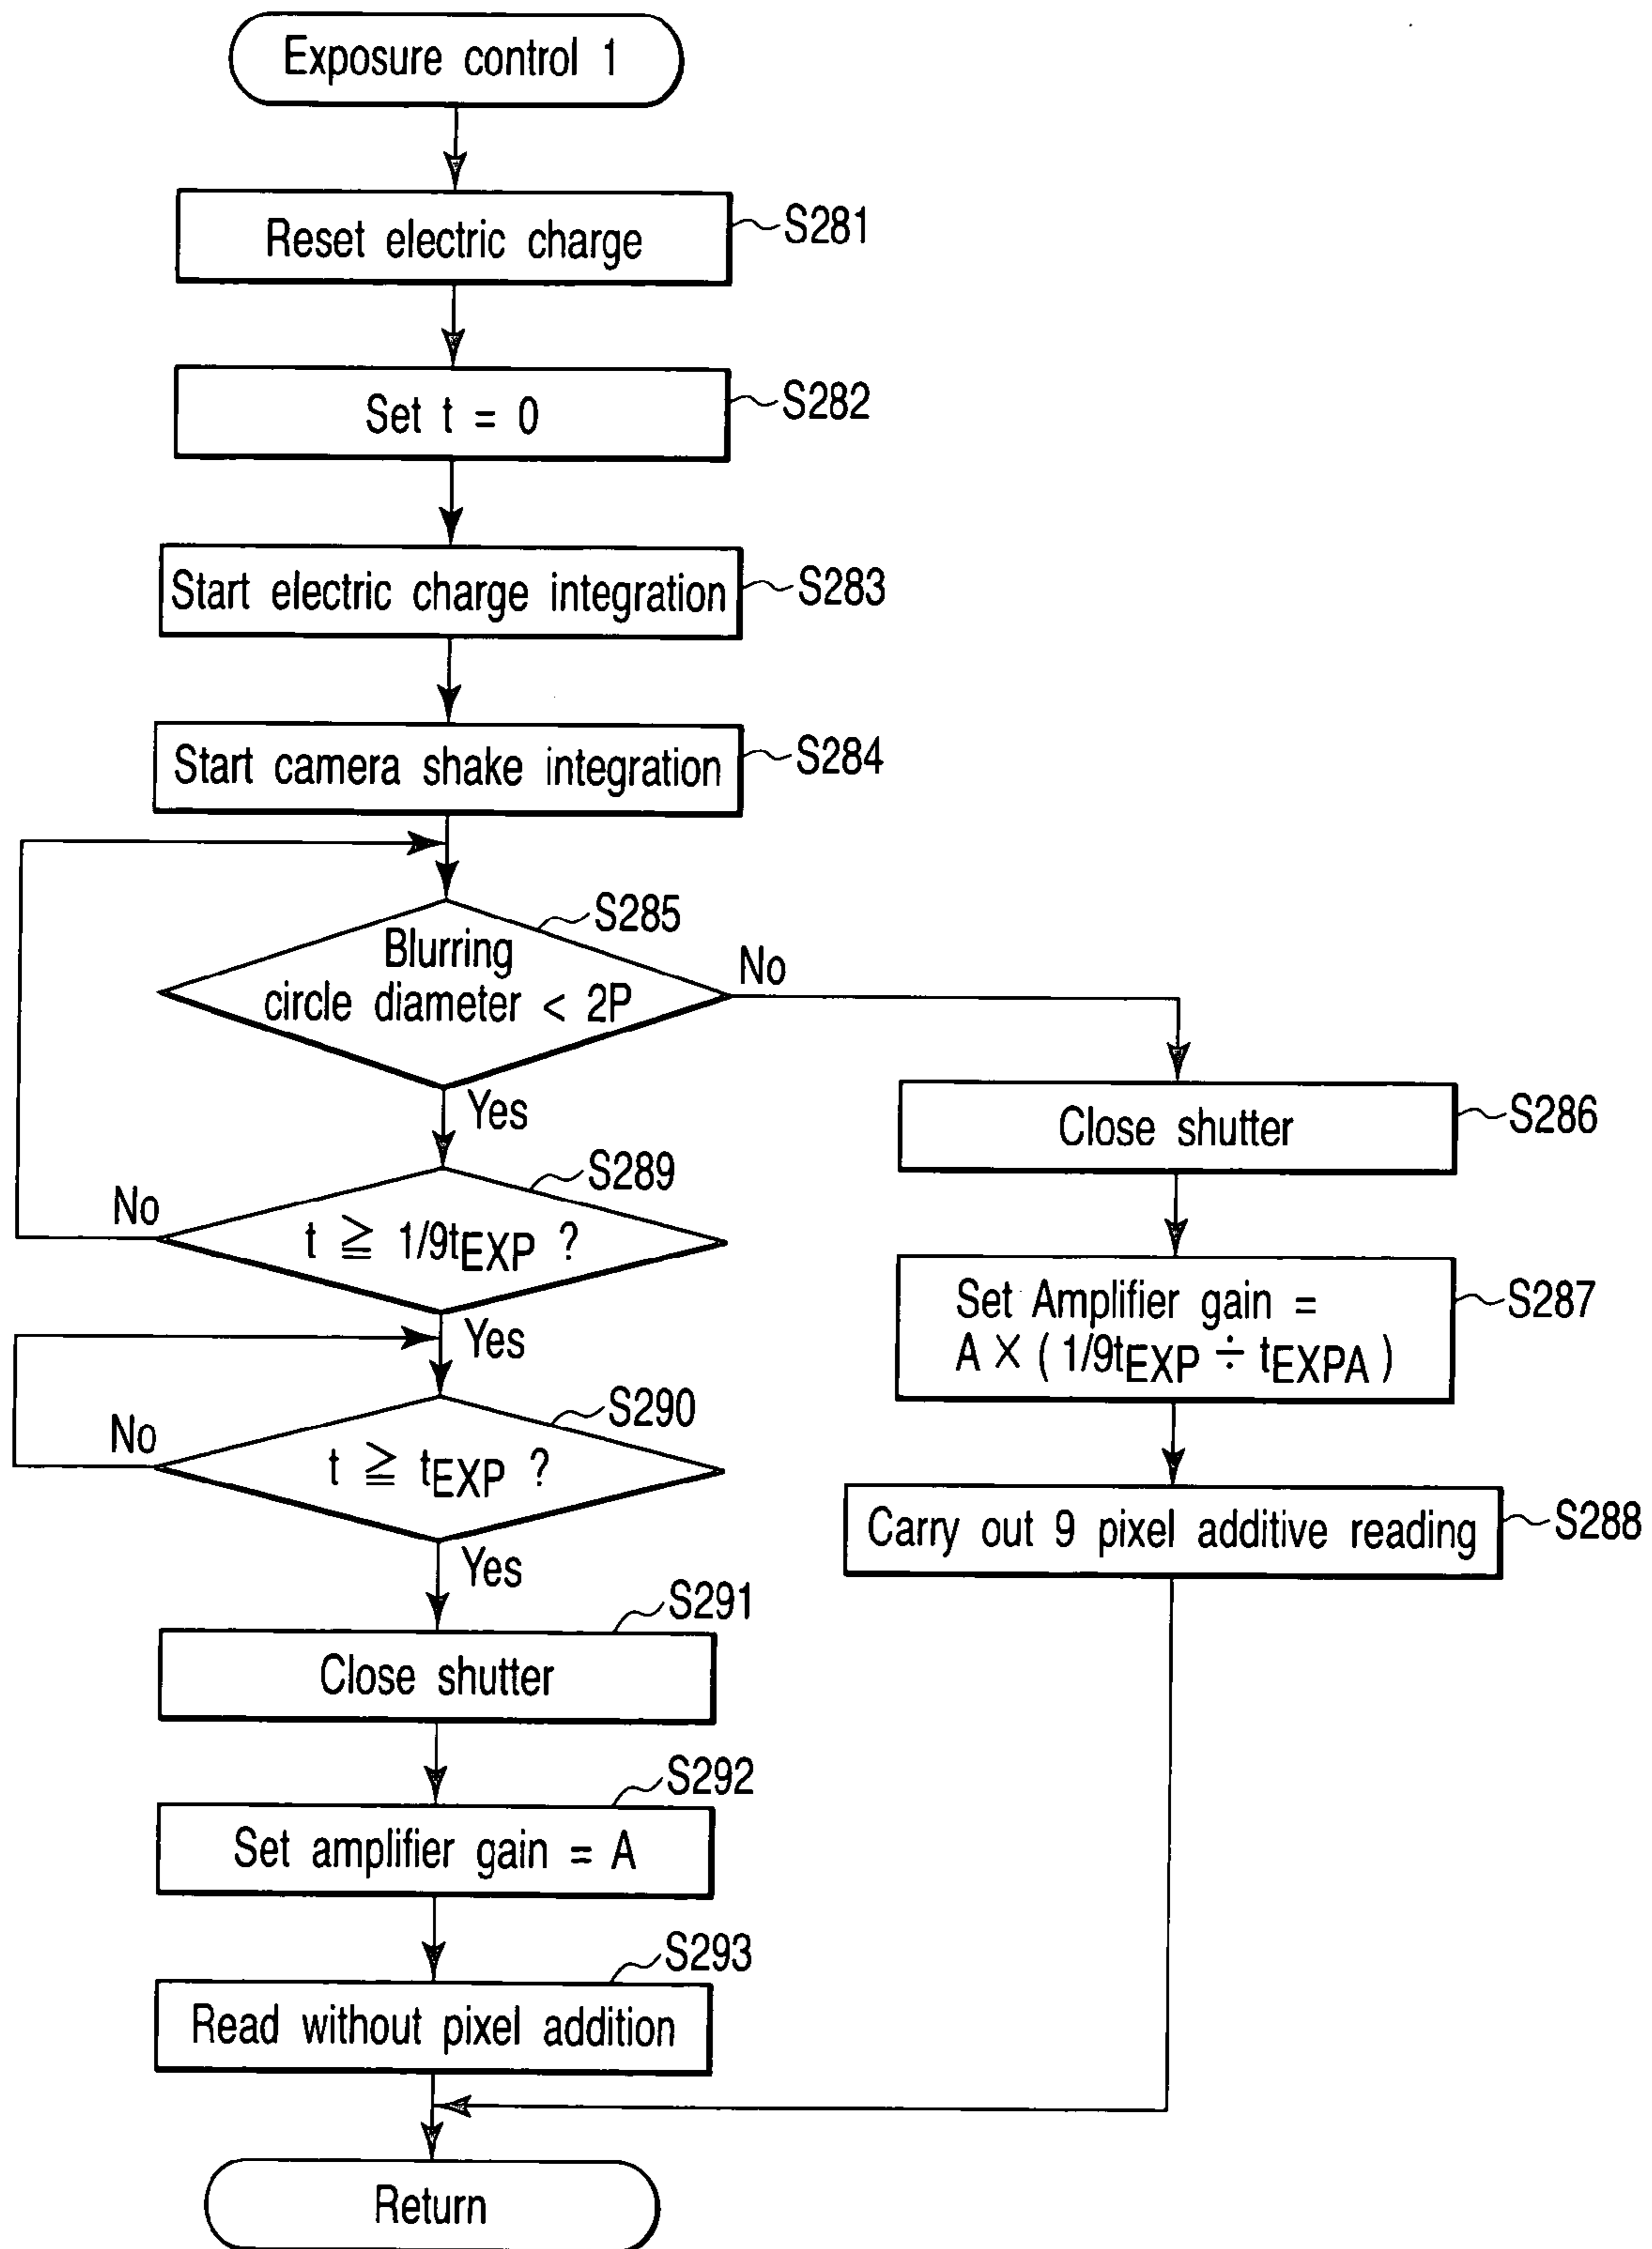 Exposure control 1
Reset electric charge
S281
Set t = 0
S282
Start electric charge integration
S283
Start camera shake integration
S284
S285
Blurring
circle diameter < 2P
No
Yes
Close shutter
S286
S289
No
t ≧ 1/9tEXP ?
Yes
Set Amplifier gain =
A × ( 1/9tEXP ÷ tEXPA )
S287
S290
No
t ≧ tEXP ?
Yes
Carry out 9 pixel additive reading
S288
S291
Close shutter
S292
Set amplifier gain = A
S293
Read without pixel addition
Return